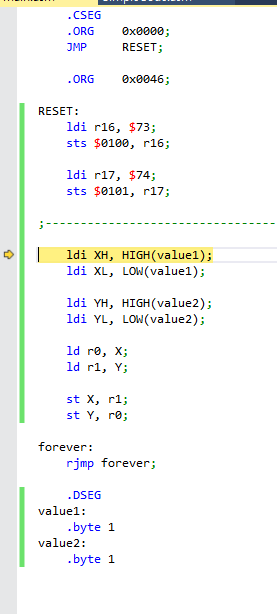 .CSEG
.ORG 0x0000;
JMP RESET;
.ORG 0x0046;
RESET:
ldi r16, $73;
sts $0100, r16;
ldi r17, $74;
sts $0101, r17;
;-----------------------------------
ldi XH, HIGH(value1);
ldi XL, LOW(value1);
ldi YH, HIGH(value2);
ldi YL, LOW(value2);
ld r0, X;
ld r1, Y;
st X, r1;
st Y, r0;
forever:
rjmp forever;
.DSEG
value1:
.byte 1
value2:
.byte 1